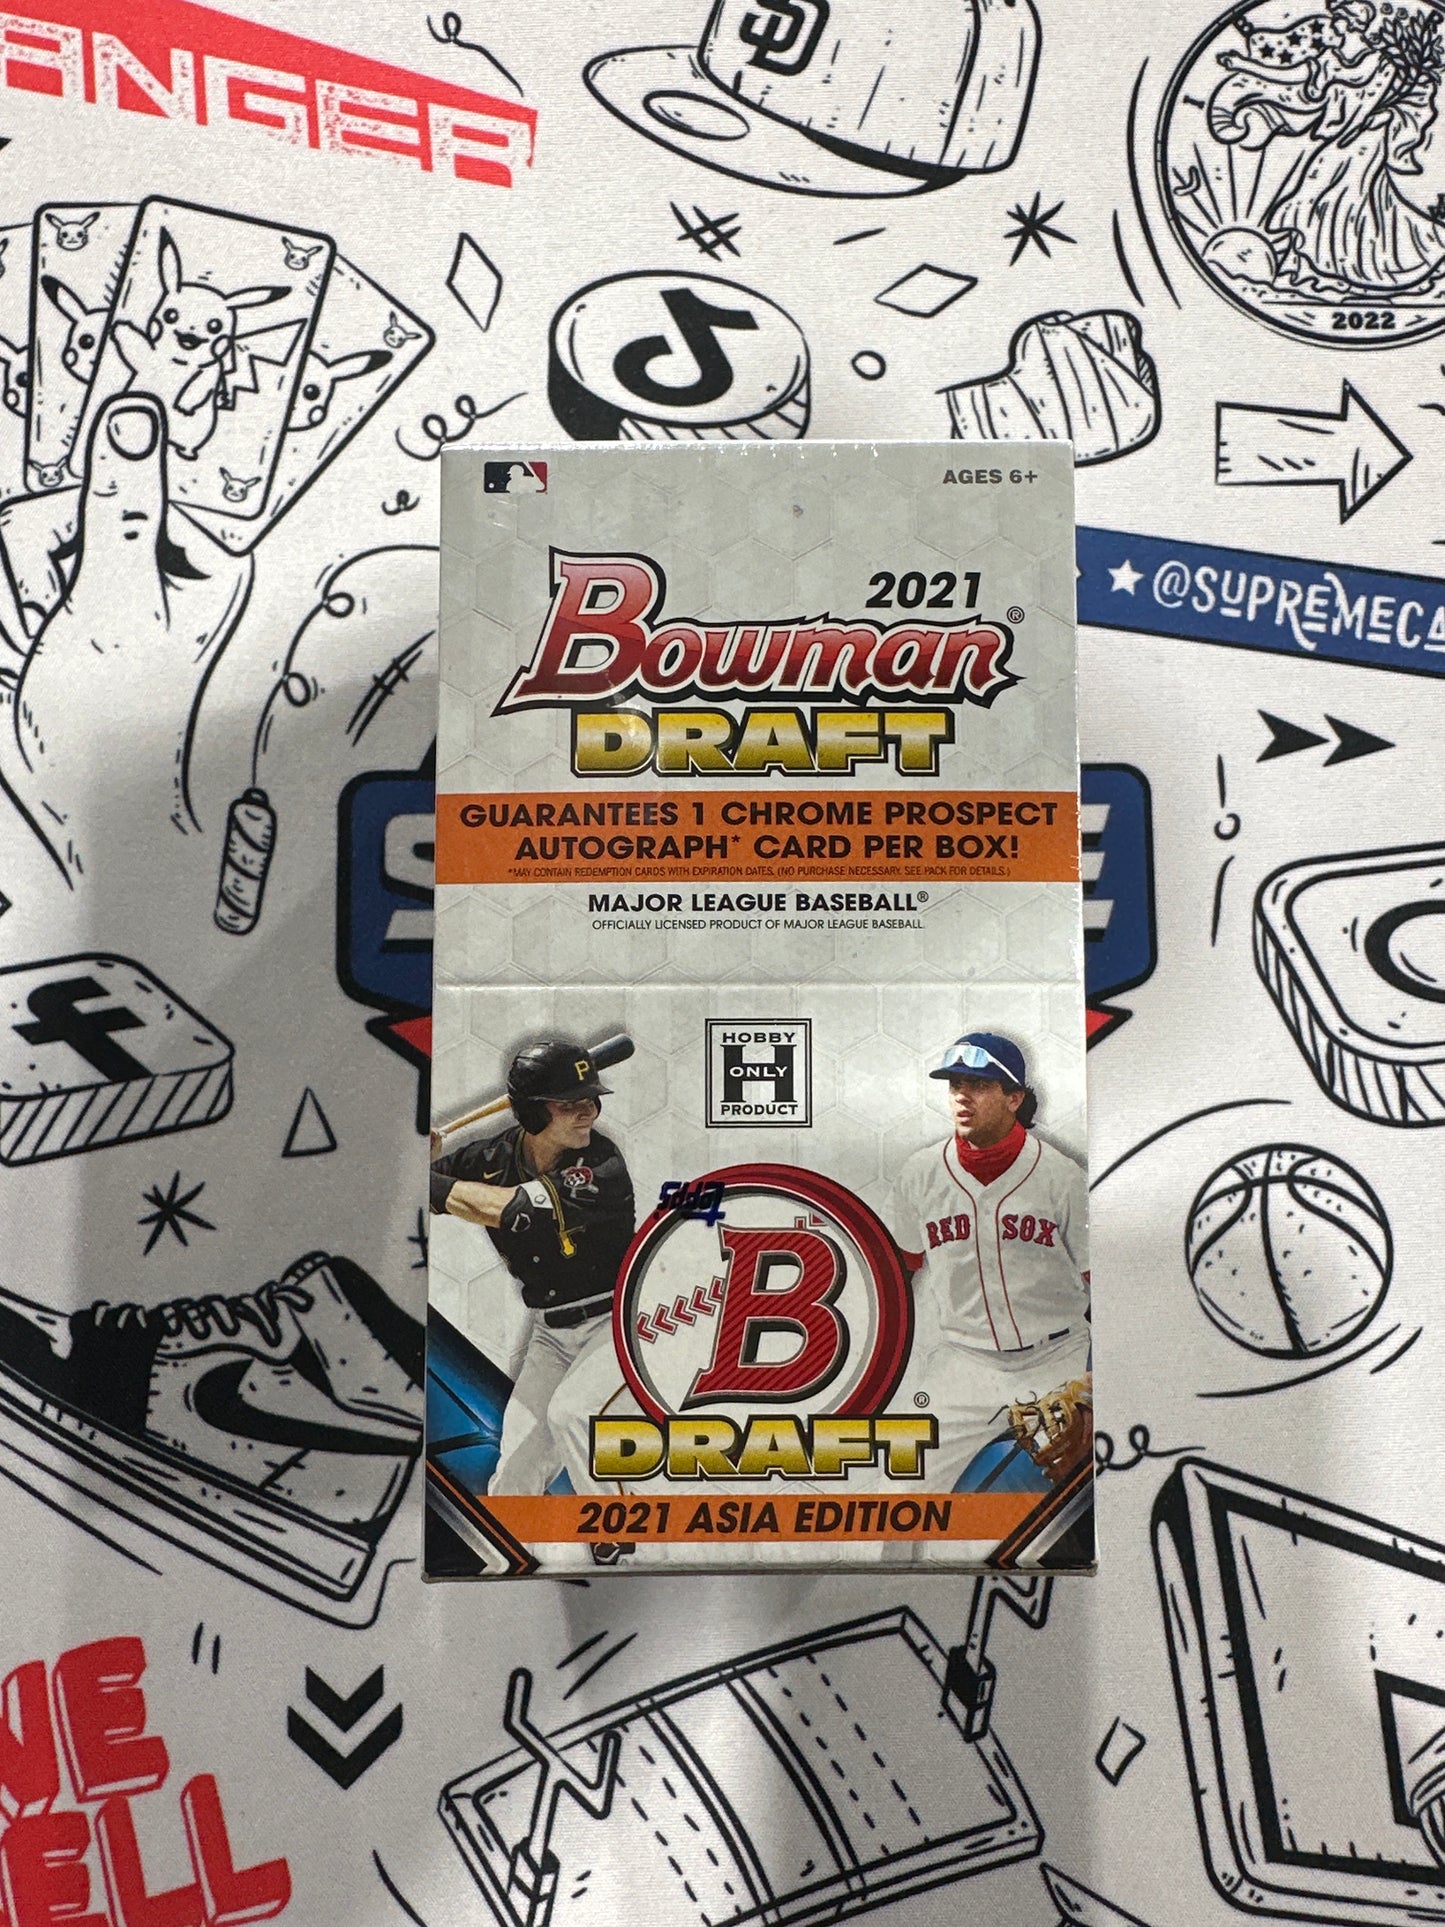 ANGER
SD
I
2022
AGES 6+
2021
Bowman®
DRAFT
@SUPREMECA
GUARANTEES 1 CHROME PROSPECT
AUTOGRAPH* CARD PER BOX!
*MAY CONTAIN REDEMPTION CARDS WITH EXPIRATION DATES. (NO PURCHASE NECESSARY. SEE PACK FOR DETAILS.)
MAJOR LEAGUE BASEBALL®
OFFICIALLY LICENSED PRODUCT OF MAJOR LEAGUE BASEBALL.
HOBBY
H
ONLY
PRODUCT
P
RED SOX
Topps
B
DRAFT®
2021 ASIA EDITION
f